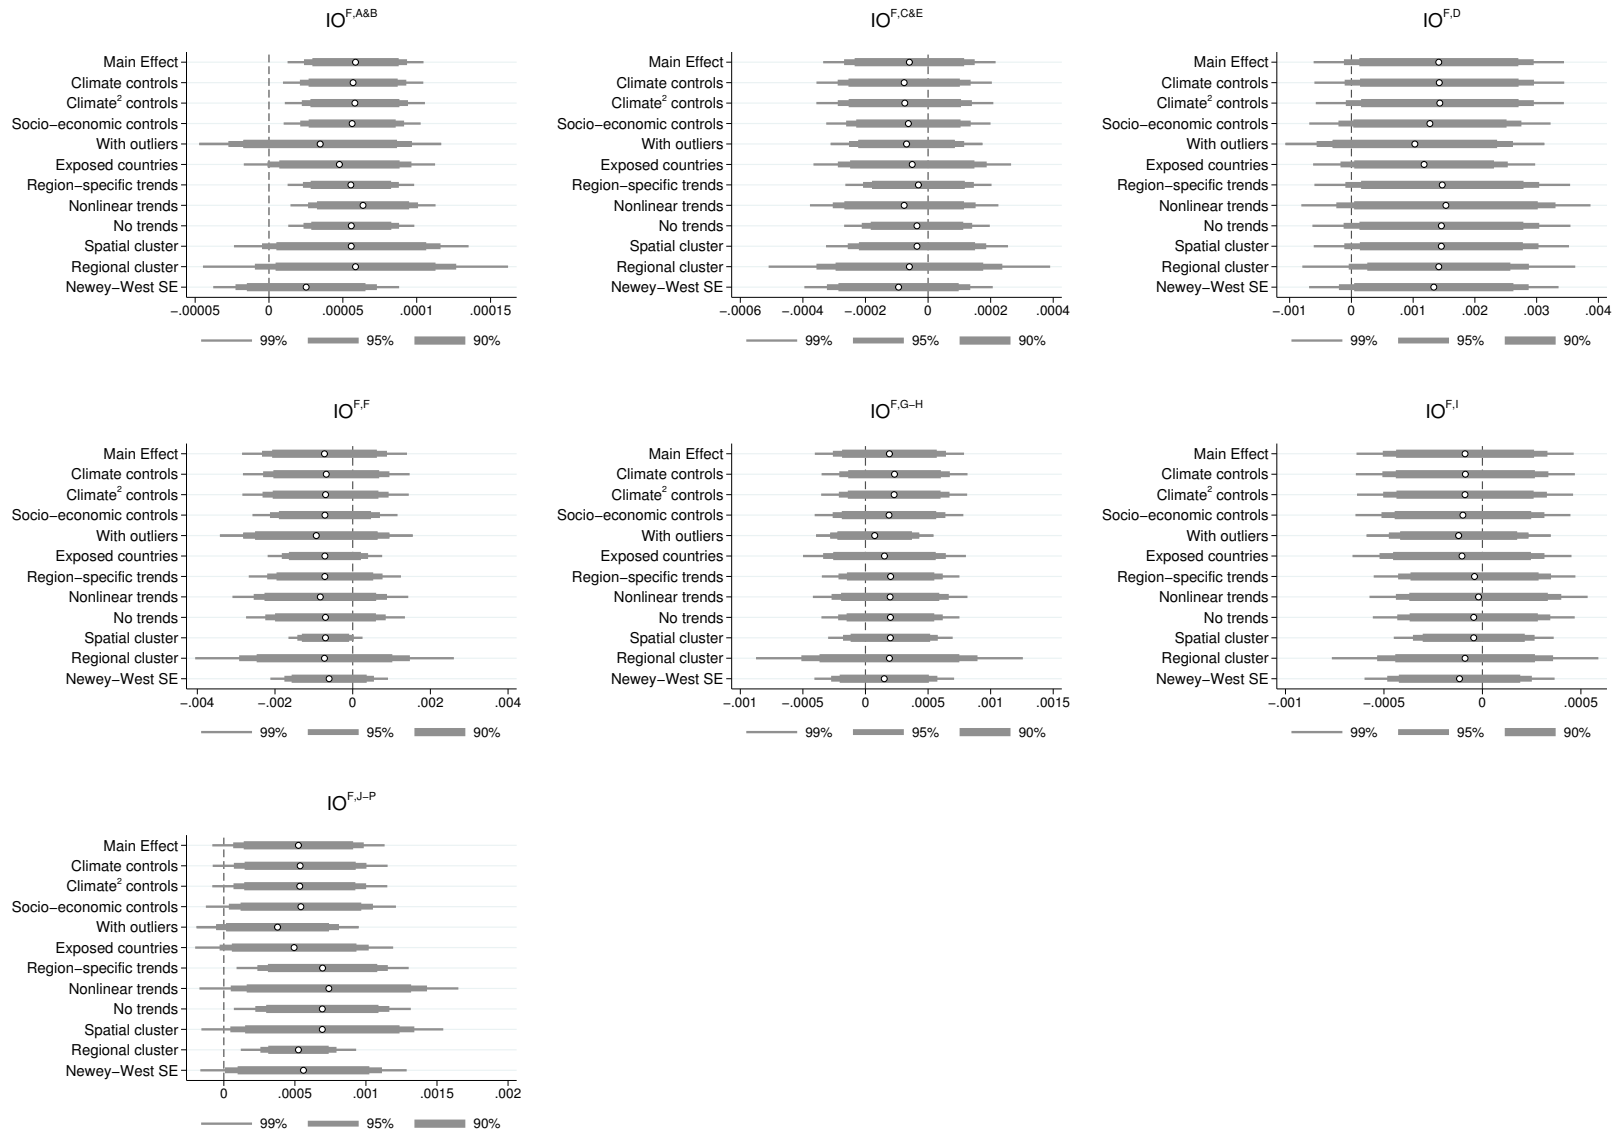 IO^F,A&B
Main Effect
Climate controls
Climate² controls
Socio−economic controls
With outliers
Exposed countries
Region−specific trends
Nonlinear trends
No trends
Spatial cluster
Regional cluster
Newey−West SE
−.00005 0 .00005 .0001 .00015
99% 95% 90%
IO^F,C&E
Main Effect
Climate controls
Climate² controls
Socio−economic controls
With outliers
Exposed countries
Region−specific trends
Nonlinear trends
No trends
Spatial cluster
Regional cluster
Newey−West SE
−.0006 −.0004 −.0002 0 .0002 .0004
99% 95% 90%
IO^F,D
Main Effect
Climate controls
Climate² controls
Socio−economic controls
With outliers
Exposed countries
Region−specific trends
Nonlinear trends
No trends
Spatial cluster
Regional cluster
Newey−West SE
−.001 0 .001 .002 .003 .004
99% 95% 90%
IO^F,F
Main Effect
Climate controls
Climate² controls
Socio−economic controls
With outliers
Exposed countries
Region−specific trends
Nonlinear trends
No trends
Spatial cluster
Regional cluster
Newey−West SE
−.004 −.002 0 .002 .004
99% 95% 90%
IO^F,G−H
Main Effect
Climate controls
Climate² controls
Socio−economic controls
With outliers
Exposed countries
Region−specific trends
Nonlinear trends
No trends
Spatial cluster
Regional cluster
Newey−West SE
−.001 −.0005 0 .0005 .001 .0015
99% 95% 90%
IO^F,I
Main Effect
Climate controls
Climate² controls
Socio−economic controls
With outliers
Exposed countries
Region−specific trends
Nonlinear trends
No trends
Spatial cluster
Regional cluster
Newey−West SE
−.001 −.0005 0 .0005
99% 95% 90%
IO^F,J−P
Main Effect
Climate controls
Climate² controls
Socio−economic controls
With outliers
Exposed countries
Region−specific trends
Nonlinear trends
No trends
Spatial cluster
Regional cluster
Newey−West SE
0 .0005 .001 .0015 .002
99% 95% 90%